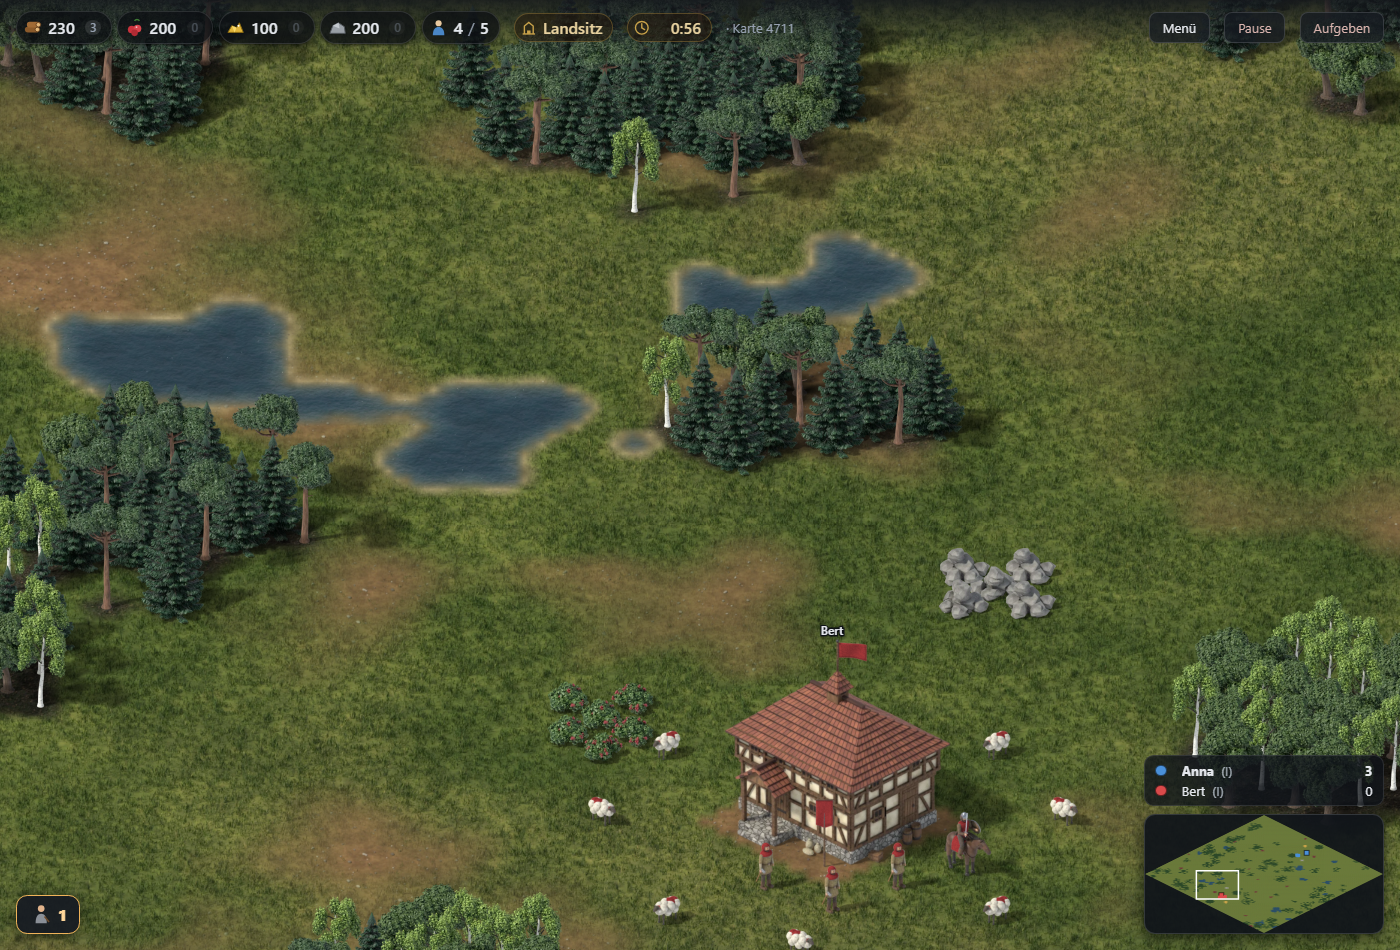 230 3 200 0 100 0 200 0 4 / 5 Landsitz 0:56 · Karte 4711 Menü Pause Aufgeben
Bert
Anna (I) 3
Bert (I) 0
1